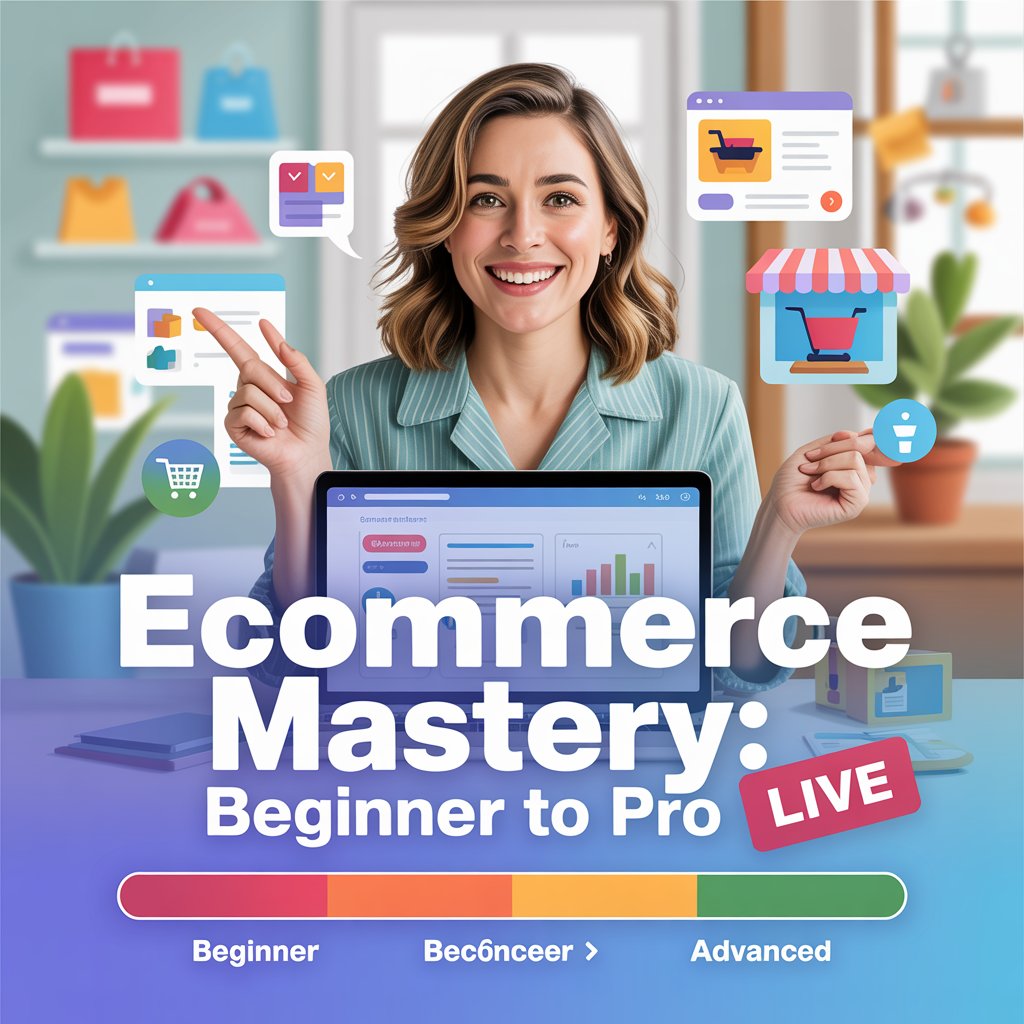 Ecommerce
Mastery:
Beginner to Pro
LIVE
Beginner
Bec6nceer >
Advanced